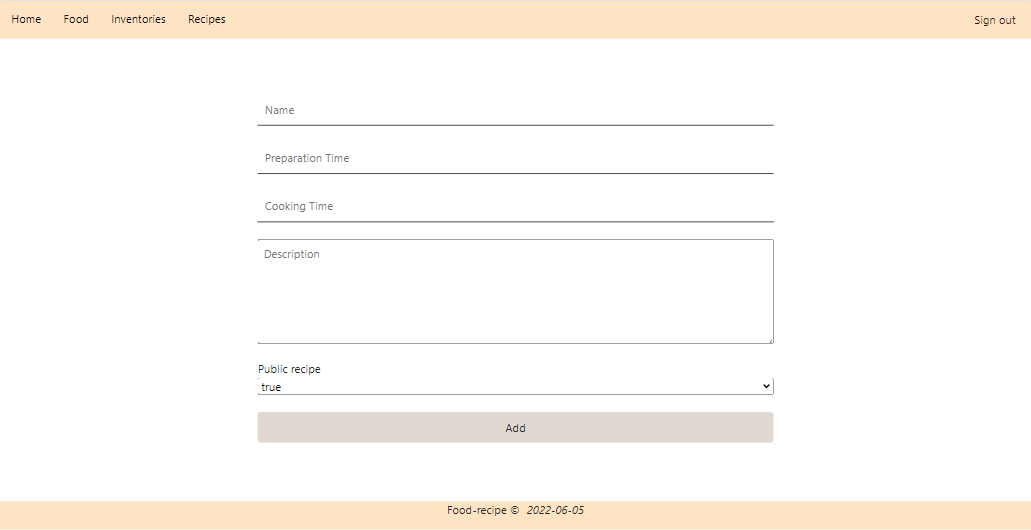 Home Food Inventories Recipes Sign out
Name
Preparation Time
Cooking Time
Description
Public recipe
true
Add
Food-recipe © 2022-06-05